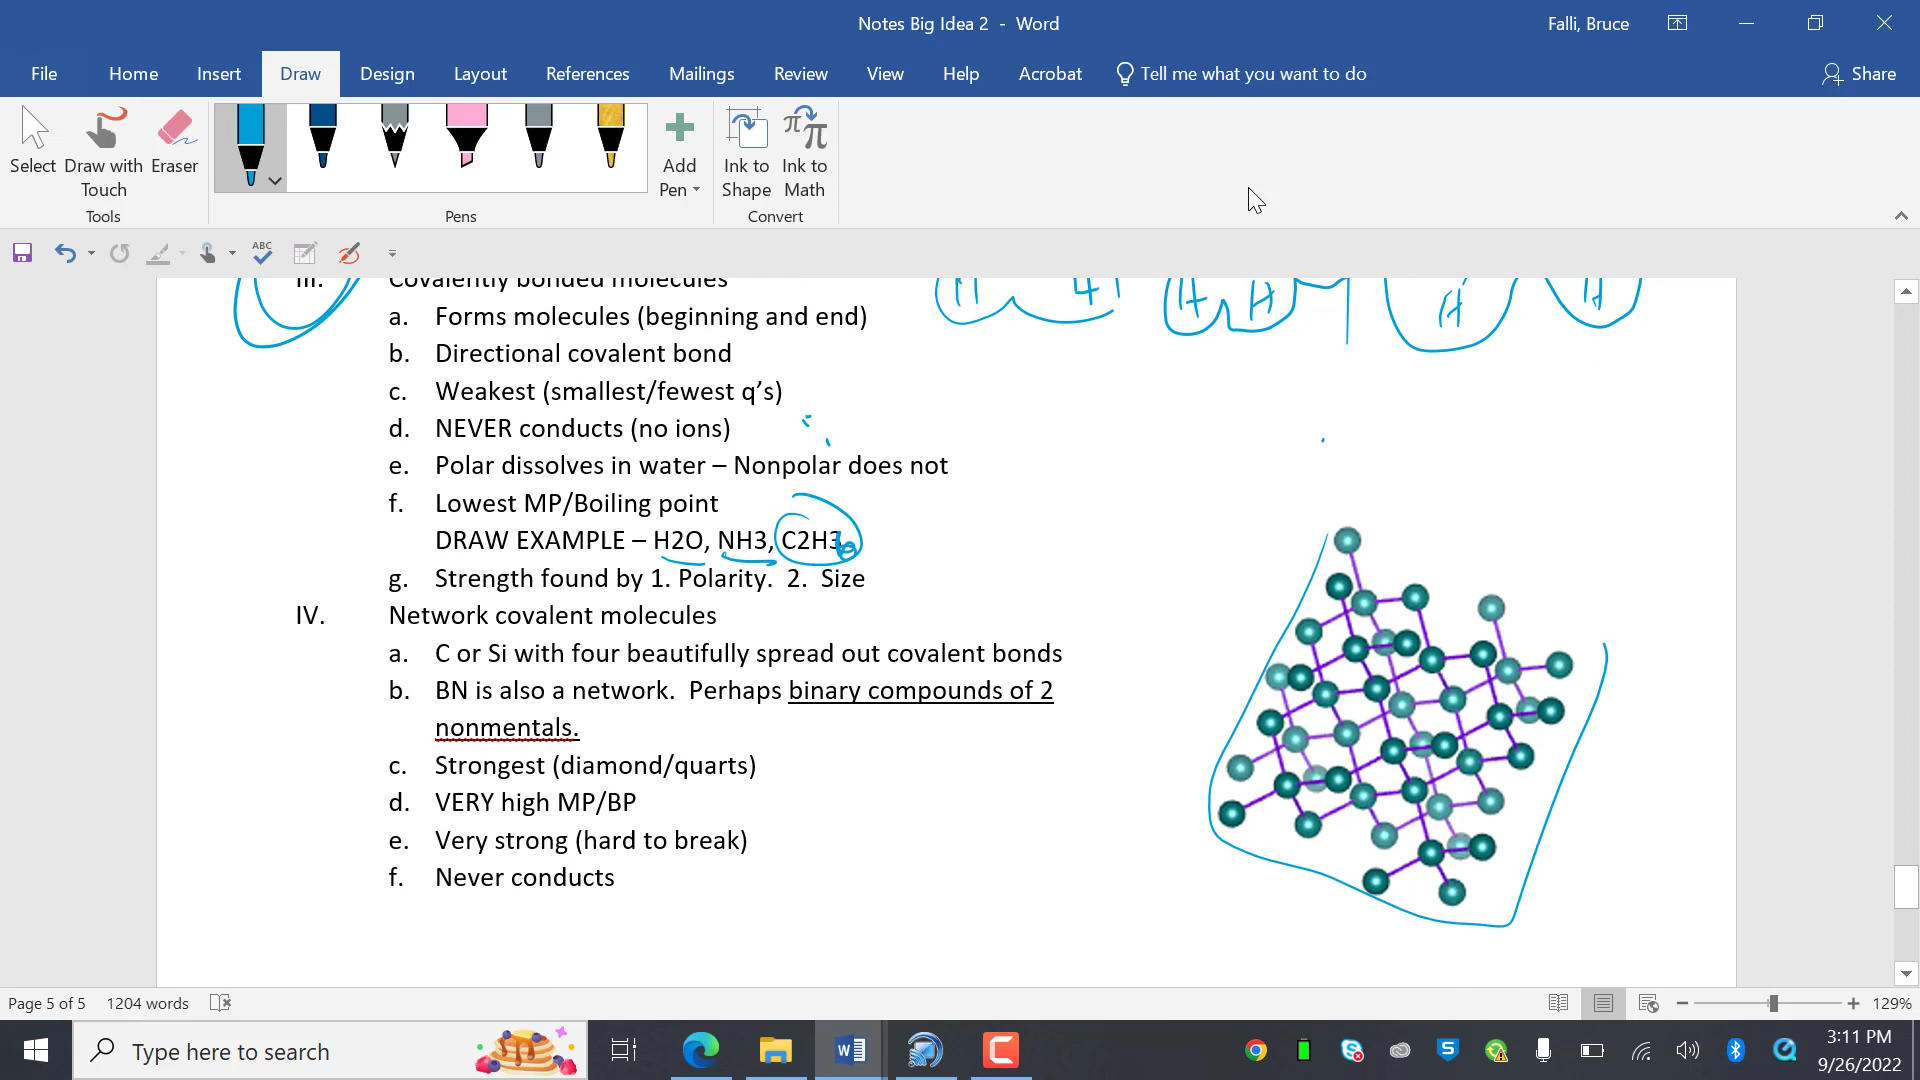 Notes Big Idea 2 - Word
Falli, Bruce
File
Home
Insert
Draw
Design
Layout
References
Mailings
Review
View
Help
Acrobat
Tell me what you want to do
Share
Select
Draw with Touch
Eraser
Add Pen
Ink to Shape
Ink to Math
Tools
Pens
Convert
ABC
III. Covalently bonded molecules
H H H H H
a. Forms molecules (beginning and end)
b. Directional covalent bond
c. Weakest (smallest/fewest q's)
d. NEVER conducts (no ions)
e. Polar dissolves in water – Nonpolar does not
f. Lowest MP/Boiling point
DRAW EXAMPLE – H2O, NH3, C2H3
g. Strength found by 1. Polarity. 2. Size
IV. Network covalent molecules
a. C or Si with four beautifully spread out covalent bonds
b. BN is also a network. Perhaps binary compounds of 2
nonmentals.
c. Strongest (diamond/quarts)
d. VERY high MP/BP
e. Very strong (hard to break)
f. Never conducts
Page 5 of 5
1204 words
129%
Type here to search
3:11 PM
9/26/2022